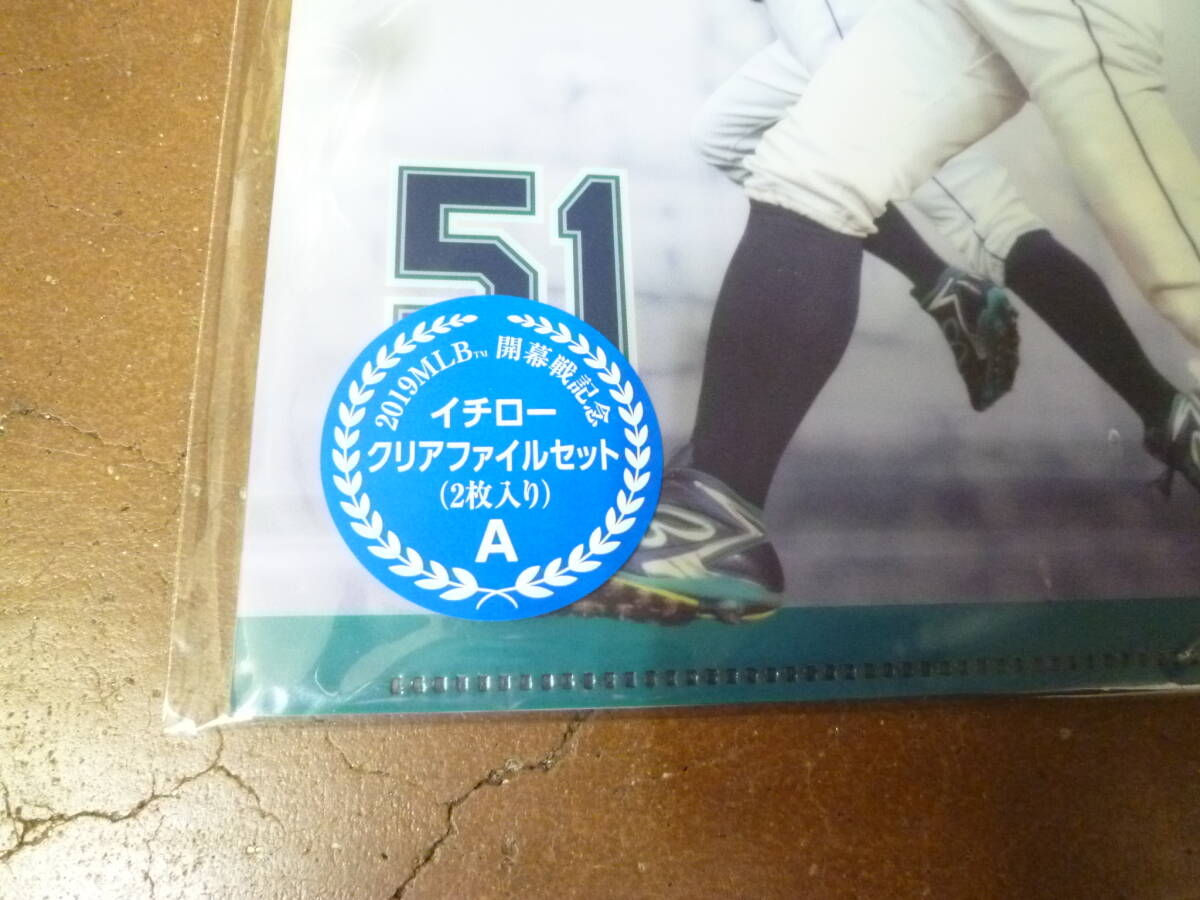 51
2019MLB™ 開幕戦記念
イチロー
クリアファイルセット
(2枚入り)
A